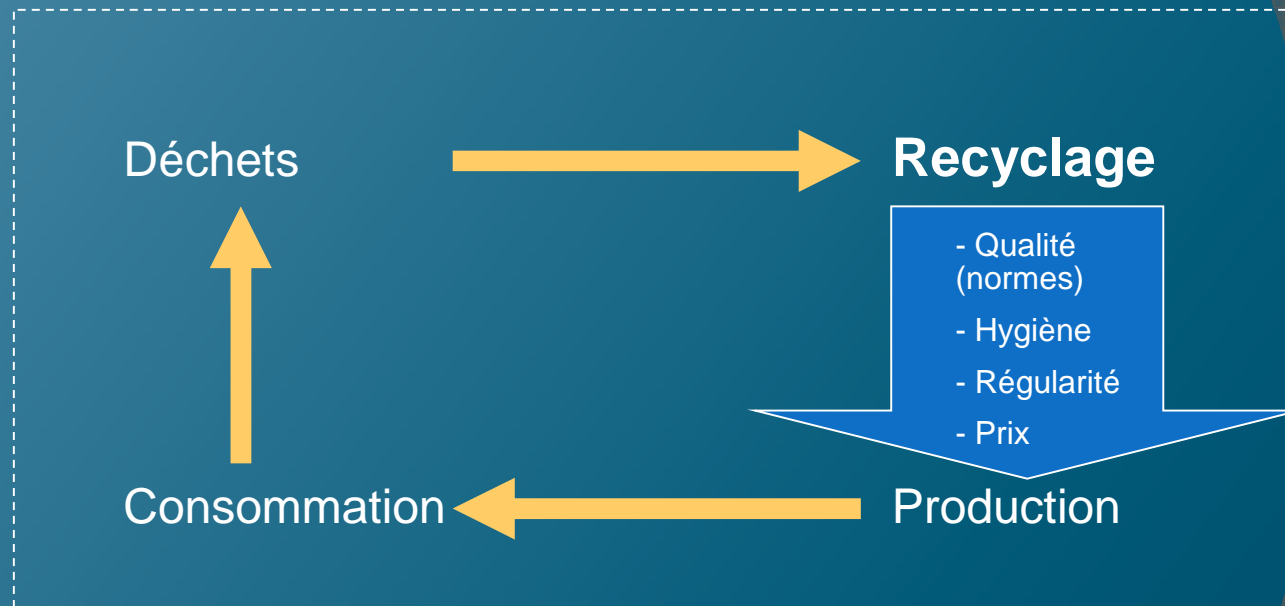 Déchets
Recyclage
- Qualité
(normes)
- Hygiène
- Régularité
- Prix
Consommation
Production